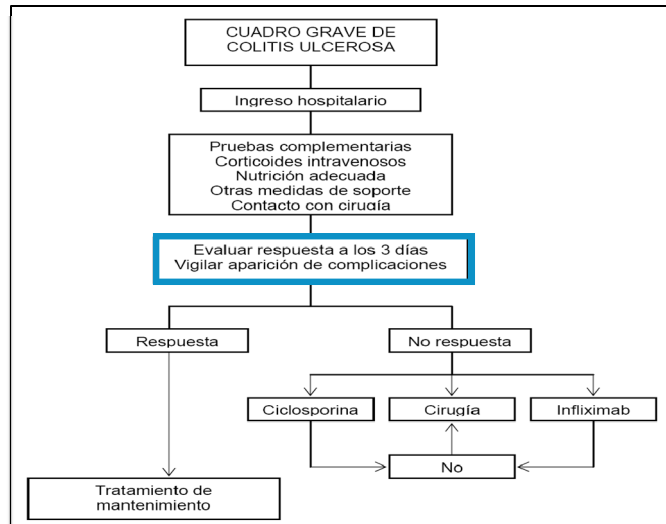 CUADRO GRAVE DE
COLITIS ULCEROSA
Ingreso hospitalario
Pruebas complementarias
Corticoides intravenosos
Nutrición adecuada
Otras medidas de soporte
Contacto con cirugía
Evaluar respuesta a los 3 días
Vigilar aparición de complicaciones
Respuesta
No respuesta
Ciclosporina
Cirugía
Infliximab
No
Tratamiento de
mantenimiento